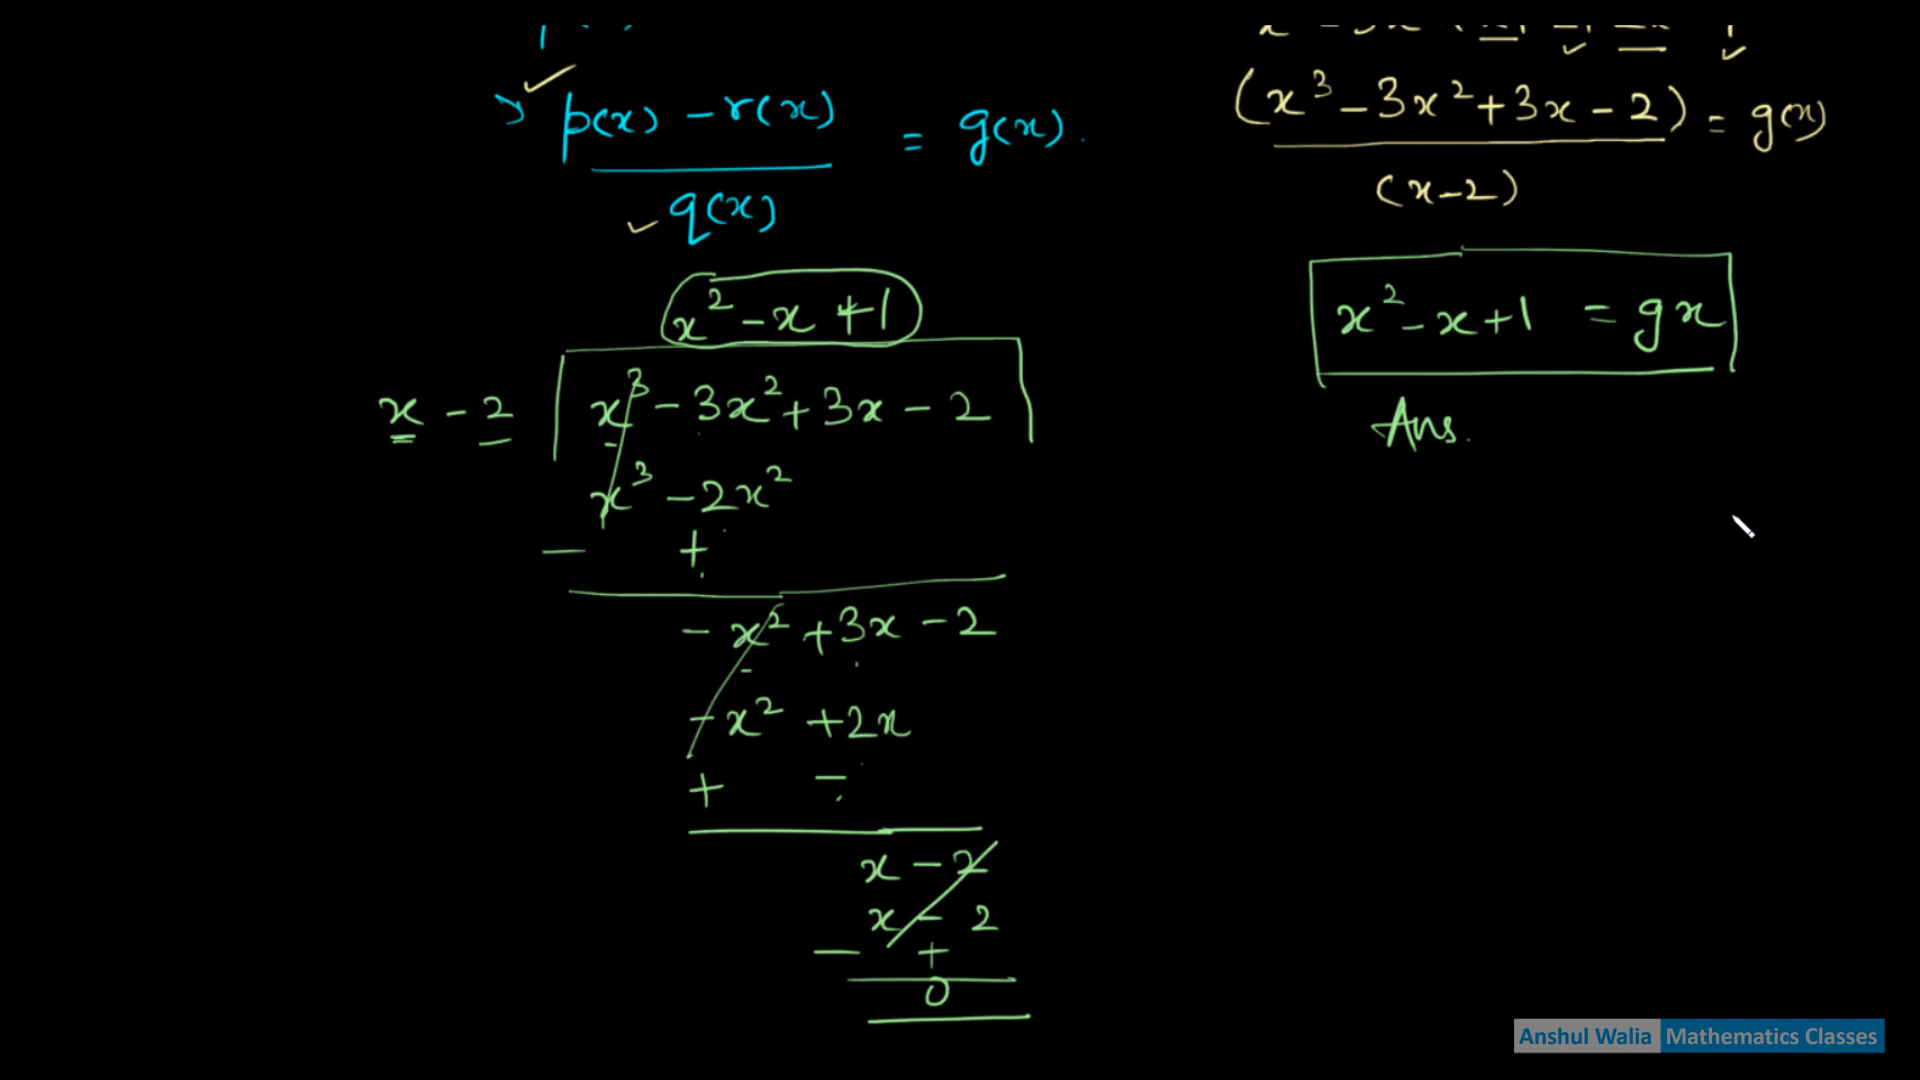 p(x) - r(x) / q(x) = g(x).
(x³ - 3x² + 3x - 2) / (x-2) = g(x)
x² - x + 1 = gx
Ans.
x² - x + 1
x - 2 x³ - 3x² + 3x - 2
x³ - 2x²
- +
- x² + 3x - 2
- x² + 2x
+ -
x - 2
x - 2
- +
0
Anshul Walia Mathematics Classes